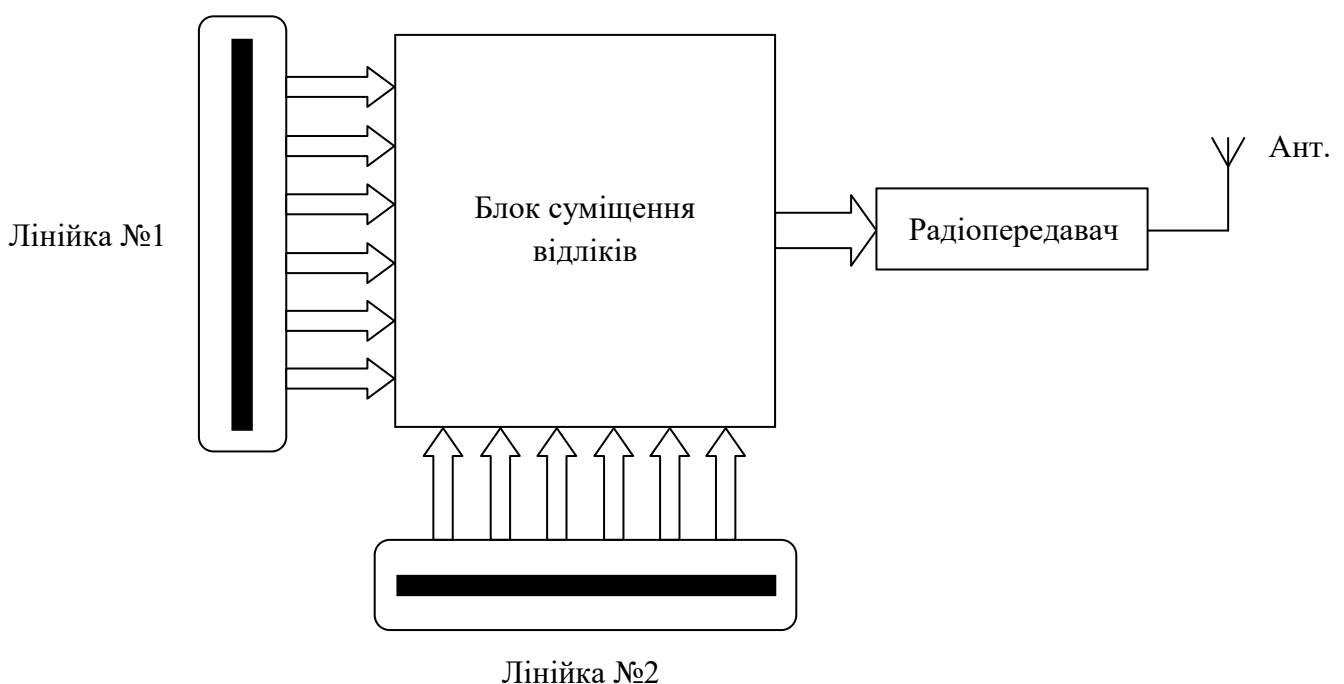 Лінійка №1
Блок суміщення
відліків
Радіопередавач
Ант.
Лінійка №2